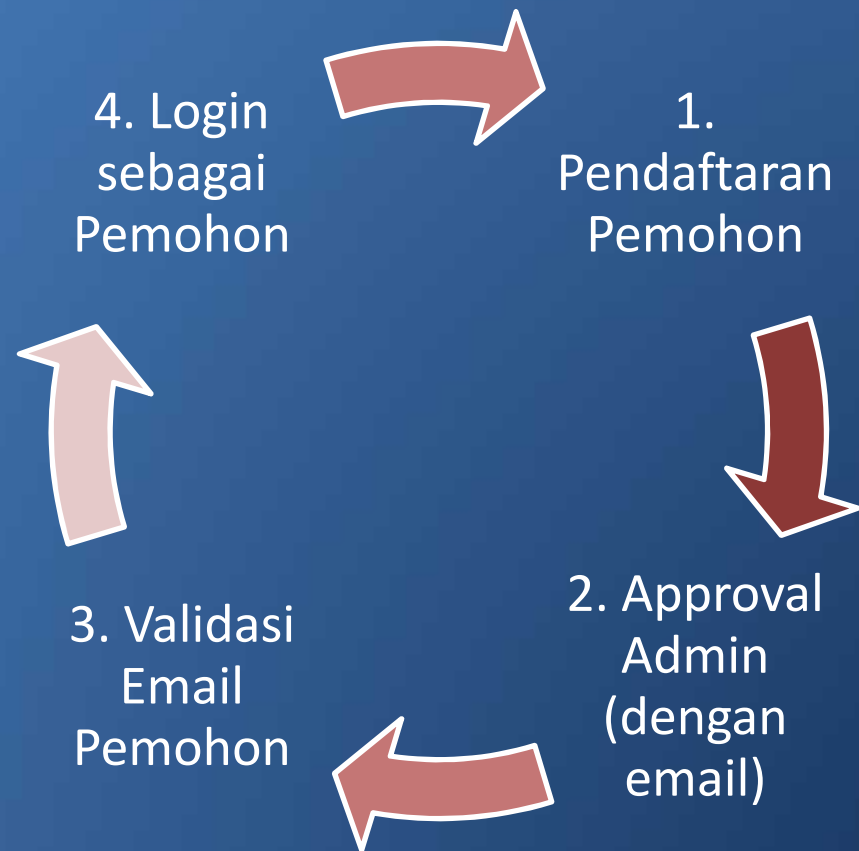 1.
Pendaftaran
Pemohon
2. Approval
Admin
(dengan
email)
3. Validasi
Email
Pemohon
4. Login
sebagai
Pemohon